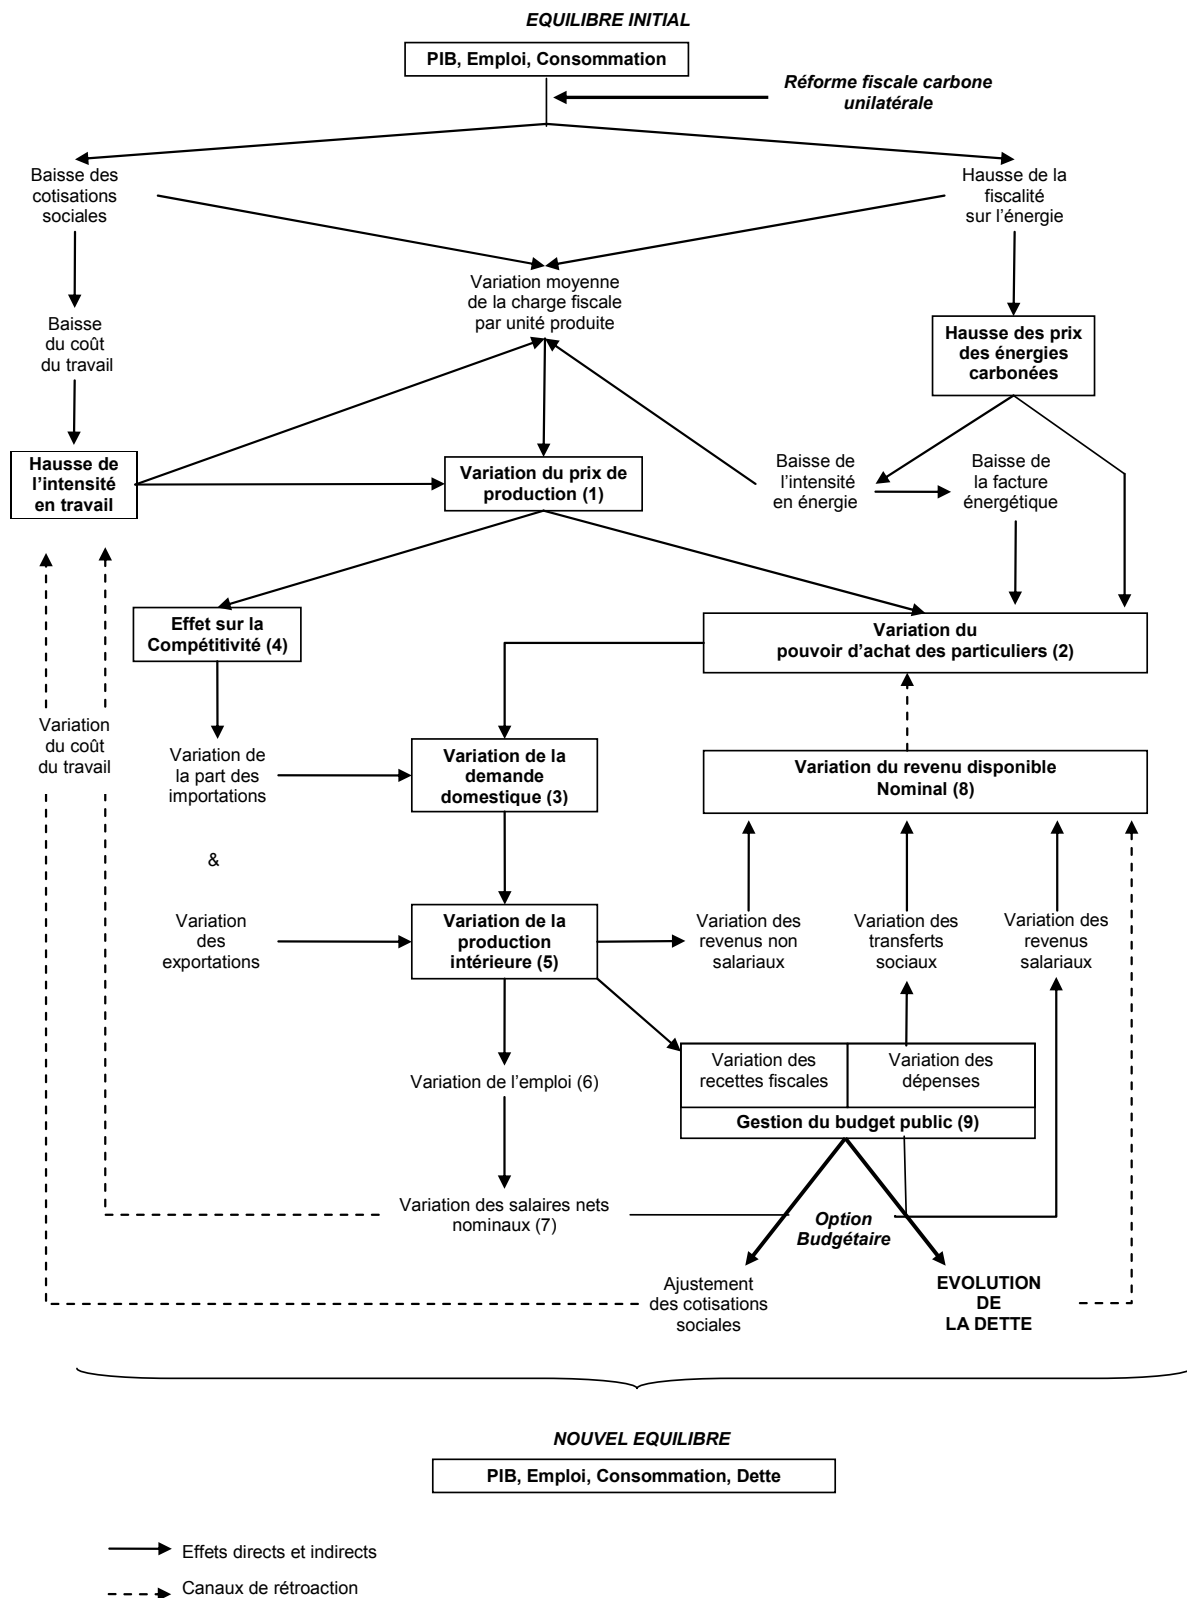 EQUILIBRE INITIAL
PIB, Emploi, Consommation
Réforme fiscale carbone
unilatérale
Baisse des
cotisations
sociales
Hausse de la
fiscalité
sur l'énergie
Variation moyenne
de la charge fiscale
par unité produite
Baisse
du coût
du travail
Hausse des prix
des énergies
carbonées
Hausse de
l'intensité
en travail
Variation du prix de
production (1)
Baisse de
l'intensité
en énergie
Baisse de
la facture
énergétique
Effet sur la
Compétitivité (4)
Variation du
pouvoir d'achat des particuliers (2)
Variation
du coût
du travail
Variation de
la part des
importations
Variation de la
demande
domestique (3)
Variation du revenu disponible
Nominal (8)
&
Variation
des
exportations
Variation de la
production
intérieure (5)
Variation des
revenus non
salariaux
Variation des
transferts
sociaux
Variation des
revenus
salariaux
Variation de l'emploi (6)
Variation des
recettes fiscales
Variation des
dépenses
Gestion du budget public (9)
Variation des salaires nets
nominaux (7)
Option
Budgétaire
Ajustement
des cotisations
sociales
EVOLUTION
DE
LA DETTE
NOUVEL EQUILIBRE
PIB, Emploi, Consommation, Dette
Effets directs et indirects
Canaux de rétroaction